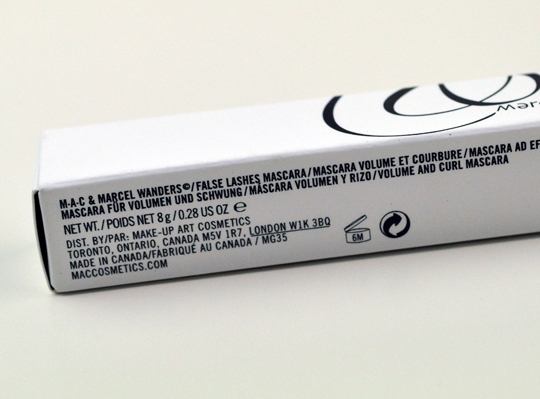 M·A·C & MARCEL WANDERS©/FALSE LASHES MASCARA/MASCARA VOLUME ET COURBURE/MASCARA AD EF
MASCARA FÜR VOLUMEN UND SCHWUNG/MÁSCARA VOLUMEN Y RIZO/VOLUME AND CURL MASCARA
NET WT./POIDS NET 8 g/0.28 US OZ ℮
DIST. BY/PAR: MAKE-UP ART COSMETICS
TORONTO, ONTARIO, CANADA M5V 1R7, LONDON W1K 3BQ
MADE IN CANADA/FABRIQUÉ AU CANADA / MG35
MACCOSMETICS.COM
6M